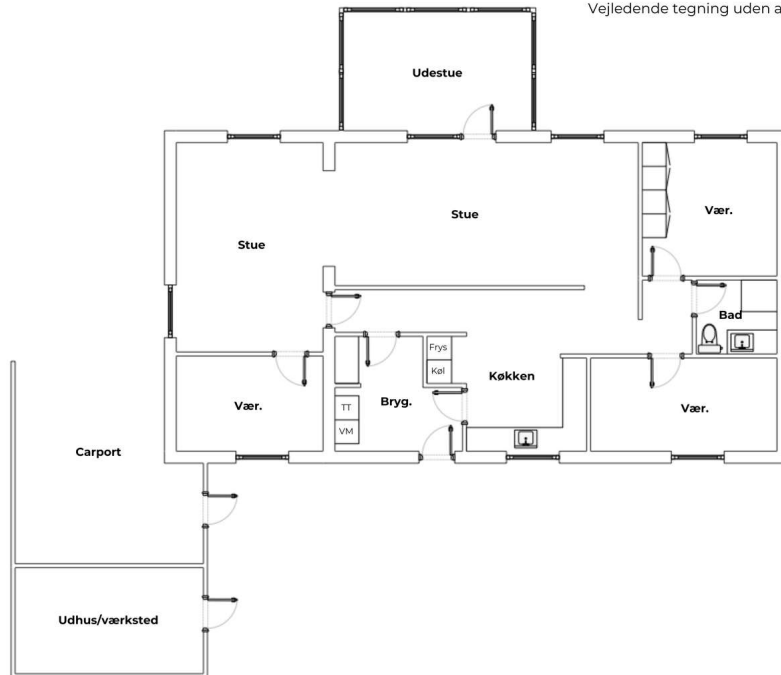 Vejledende tegning uden a
Udestue
Vær.
Stue
Stue
Bad
Frys
Køl
Køkken
Vær.
Bryg.
Vær.
TT
VM
Carport
Udhus/værksted